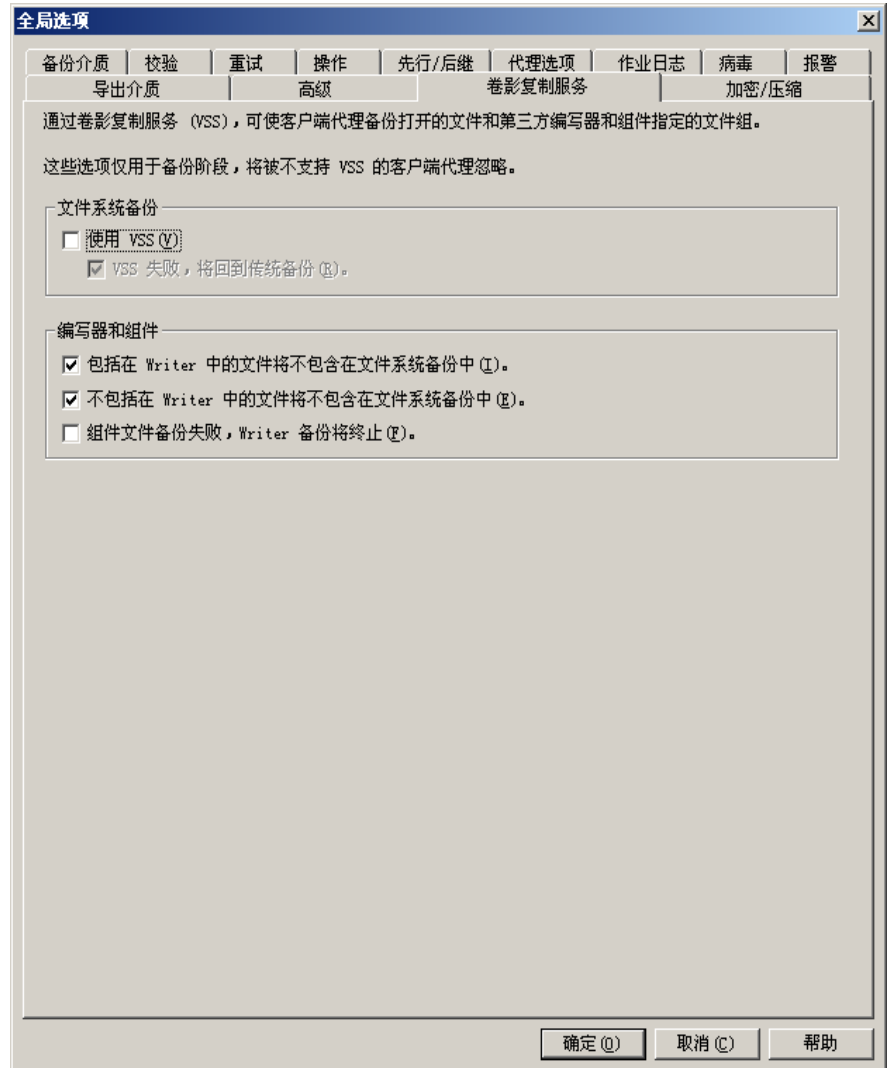 全局选项
备份介质 校验 重试 操作 先行/后继 代理选项 作业日志 病毒 报警
导出介质 高级 卷影复制服务 加密/压缩
通过卷影复制服务 (VSS)，可使客户端代理备份打开的文件和第三方编写器和组件指定的文件组。
这些选项仅用于备份阶段，将被不支持 VSS 的客户端代理忽略。
文件系统备份
使用 VSS(V)
VSS 失败，将回到传统备份(R)。
编写器和组件
包括在 Writer 中的文件将不包含在文件系统备份中(I)。
不包括在 Writer 中的文件将不包含在文件系统备份中(E)。
组件文件备份失败，Writer 备份将终止(F)。
确定(O) 取消(C) 帮助